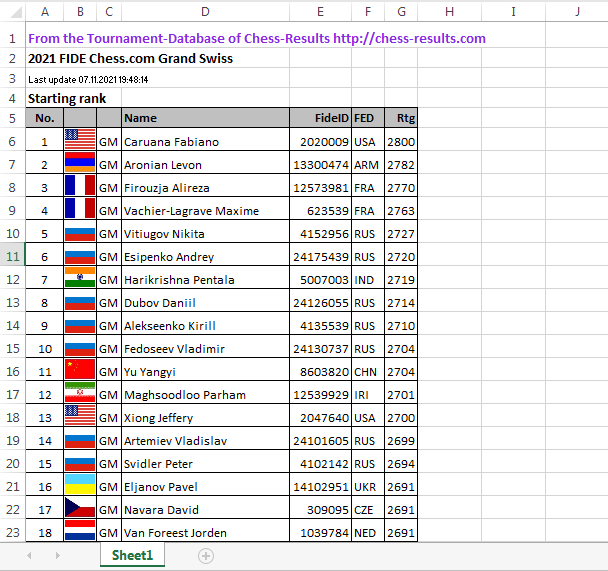 A B C D E F G H I J
1 From the Tournament-Database of Chess-Results http://chess-results.com
2 2021 FIDE Chess.com Grand Swiss
3 Last update 07.11.2021 19:48:14
4 Starting rank
5 No. Name FideID FED Rtg
6 1 GM Caruana Fabiano 2020009 USA 2800
7 2 GM Aronian Levon 13300474 ARM 2782
8 3 GM Firouzja Alireza 12573981 FRA 2770
9 4 GM Vachier-Lagrave Maxime 623539 FRA 2763
10 5 GM Vitiugov Nikita 4152956 RUS 2727
11 6 GM Esipenko Andrey 24175439 RUS 2720
12 7 GM Harikrishna Pentala 5007003 IND 2719
13 8 GM Dubov Daniil 24126055 RUS 2714
14 9 GM Alekseenko Kirill 4135539 RUS 2710
15 10 GM Fedoseev Vladimir 24130737 RUS 2704
16 11 GM Yu Yangyi 8603820 CHN 2704
17 12 GM Maghsoodloo Parham 12539929 IRI 2701
18 13 GM Xiong Jeffery 2047640 USA 2700
19 14 GM Artemiev Vladislav 24101605 RUS 2699
20 15 GM Svidler Peter 4102142 RUS 2694
21 16 GM Eljanov Pavel 14102951 UKR 2691
22 17 GM Navara David 309095 CZE 2691
23 18 GM Van Foreest Jorden 1039784 NED 2691
Sheet1